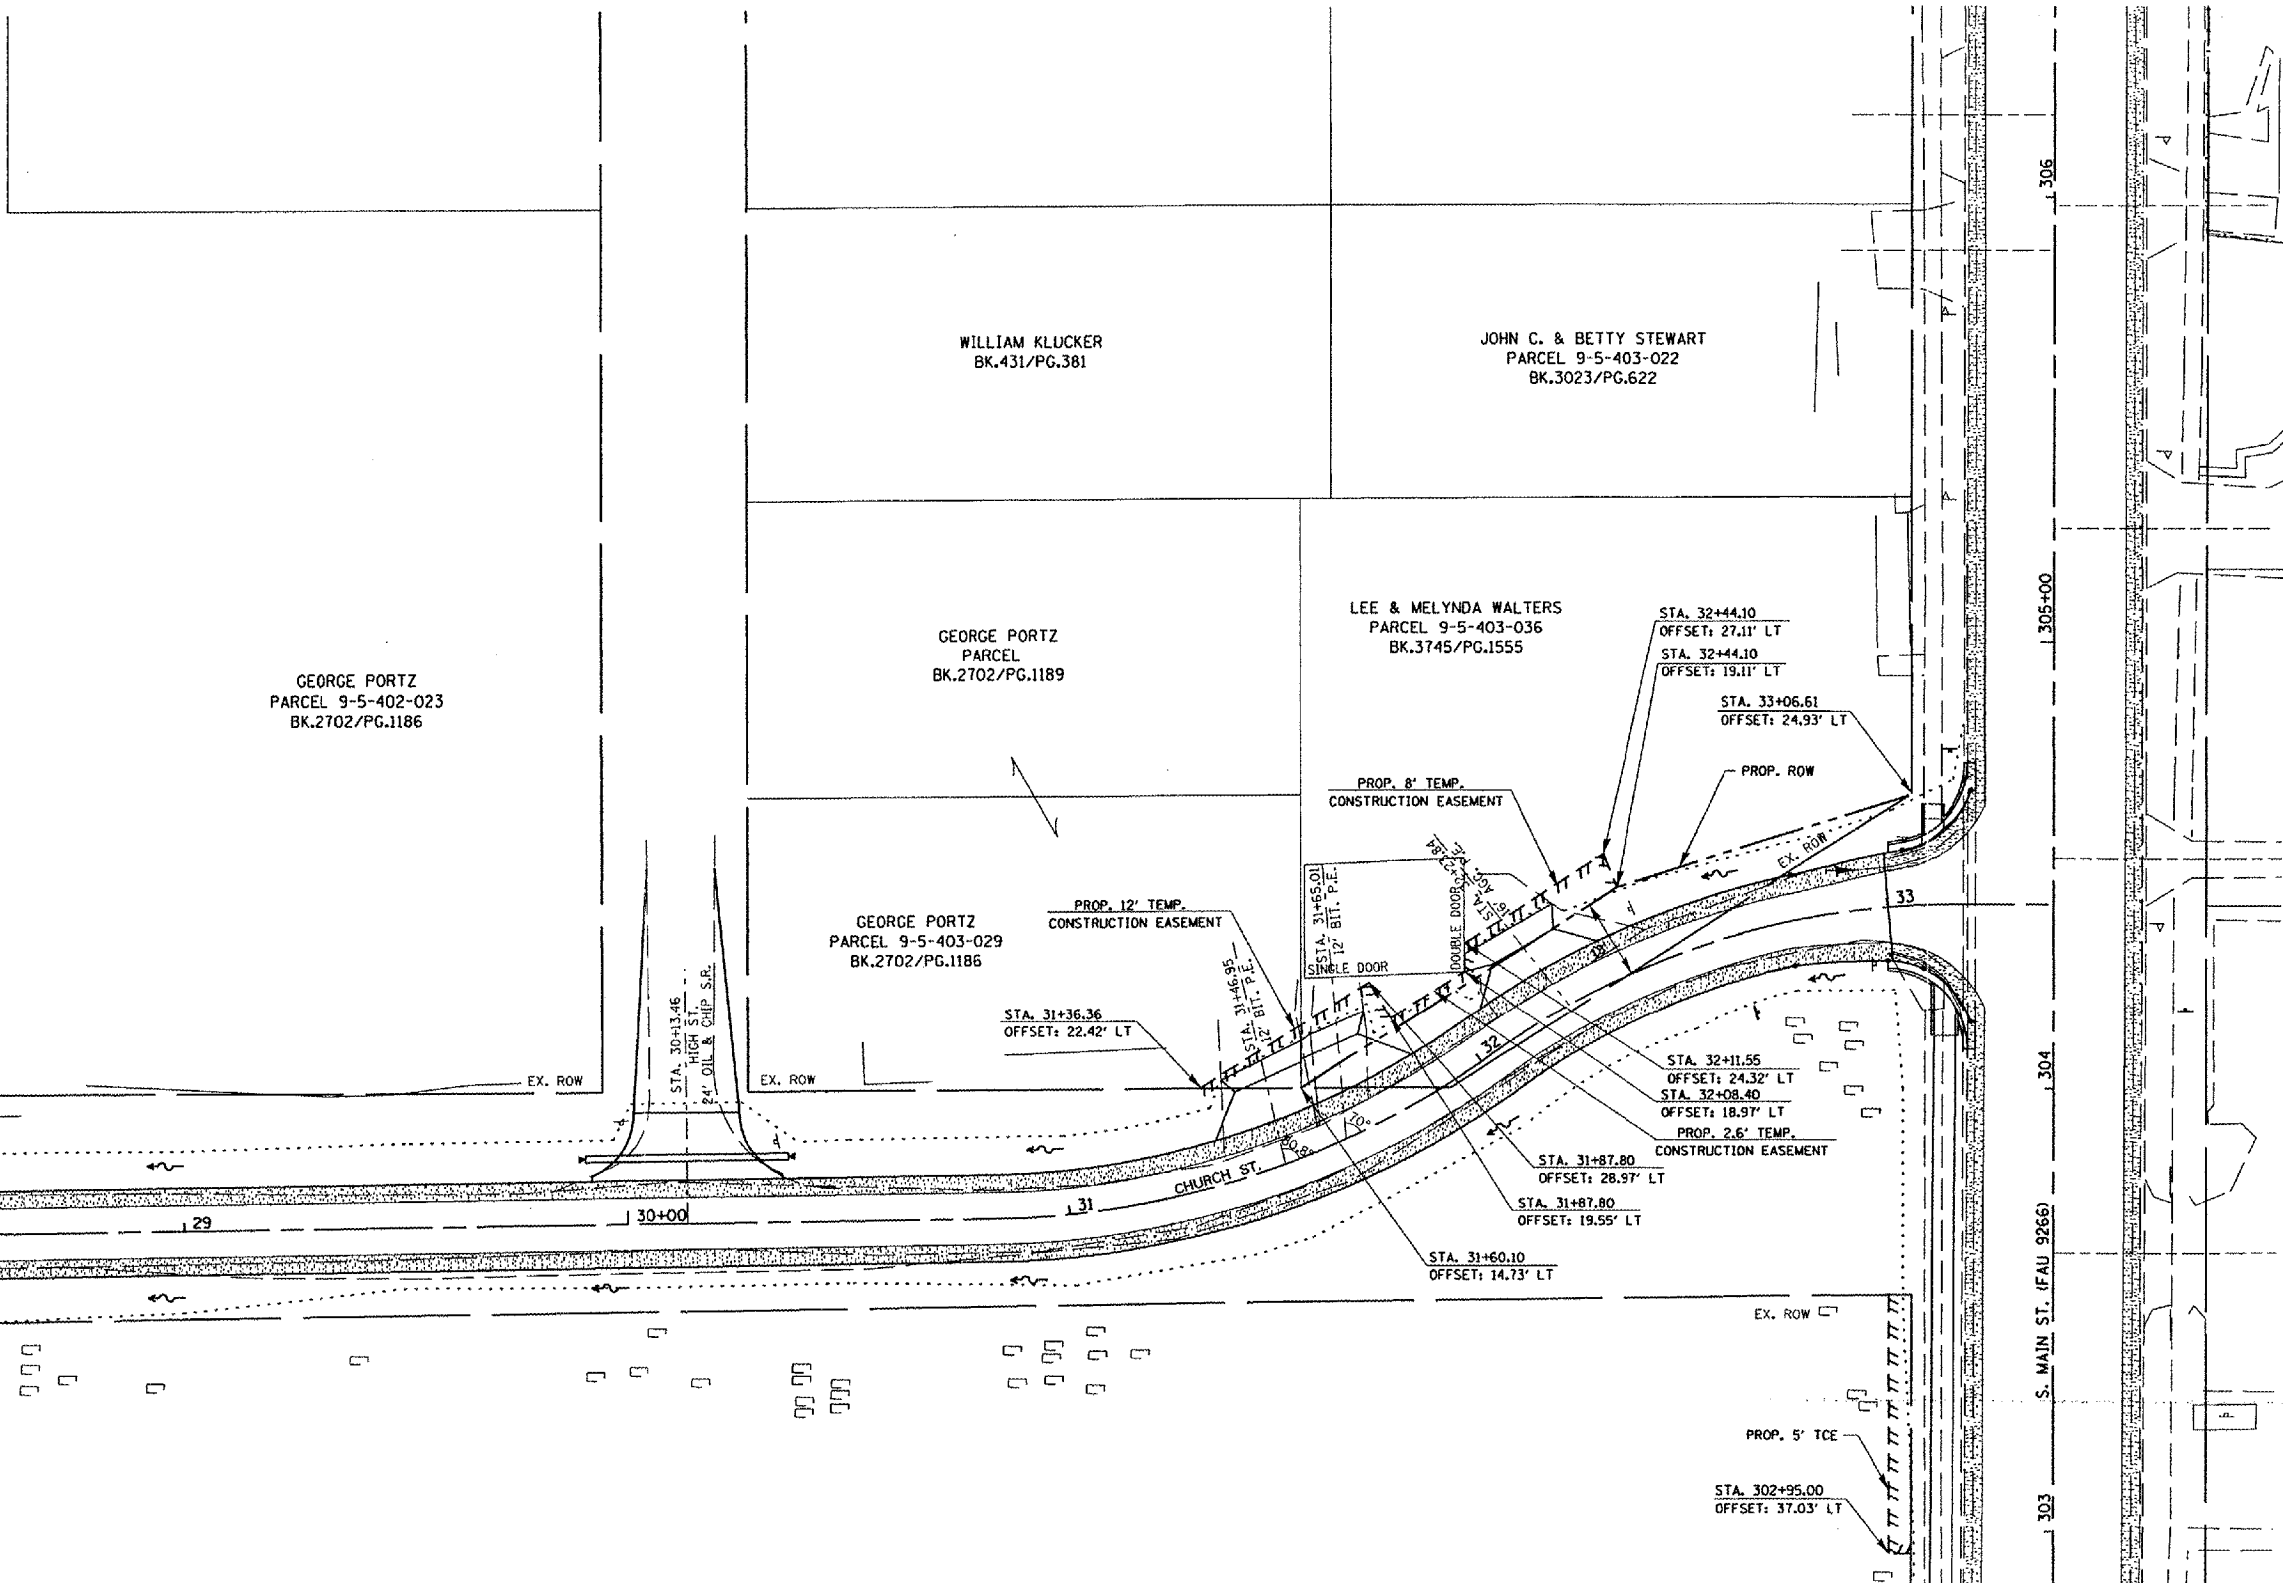 306
WILLIAM KLUCKER
BK.431/PG.381
JOHN C. & BETTY STEWART
PARCEL 9-5-403-022
BK.3023/PG.622
305+00
LEE & MELYNDA WALTERS
PARCEL 9-5-403-036
BK.3745/PG.1555
STA. 32+44.10
OFFSET: 27.11' LT
STA. 32+44.10
OFFSET: 19.11' LT
GEORGE PORTZ
PARCEL
BK.2702/PG.1189
GEORGE PORTZ
PARCEL 9-5-402-023
BK.2702/PG.1186
STA. 33+06.61
OFFSET: 24.93' LT
PROP. ROW
PROP. 8' TEMP.
CONSTRUCTION EASEMENT
EX. ROW
33
GEORGE PORTZ
PARCEL 9-5-403-029
BK.2702/PG.1186
PROP. 12' TEMP.
CONSTRUCTION EASEMENT
STA. 31+65.01
12' BIT. P.E.
DOUBLE DOOR
SINGLE DOOR
STA. 31+46.95
12' BIT. P.E.
STA. 31+36.36
OFFSET: 22.42' LT
STA. 30+13.46
HIGH ST.
24' OIL & CHIP S.R.
EX. ROW
EX. ROW
32
STA. 32+11.55
OFFSET: 24.32' LT
STA. 32+08.40
OFFSET: 18.97' LT
PROP. 2.6' TEMP.
CONSTRUCTION EASEMENT
304
70°
CHURCH ST.
STA. 31+87.80
OFFSET: 28.97' LT
STA. 31+87.80
OFFSET: 19.55' LT
29
30+00
31
STA. 31+60.10
OFFSET: 14.73' LT
S. MAIN ST. (FAU 9266)
EX. ROW
PROP. 5' TCE
STA. 302+95.00
OFFSET: 37.03' LT
303